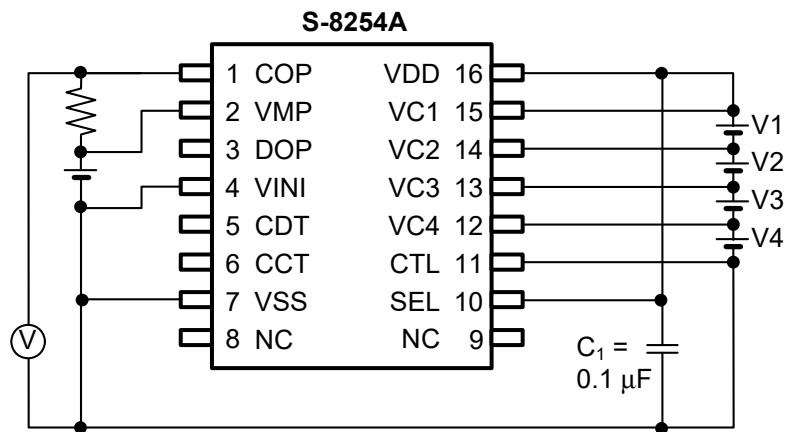 S-8254A
1 COP VDD 16
2 VMP VC1 15
3 DOP VC2 14
4 VINI VC3 13
5 CDT VC4 12
6 CCT CTL 11
7 VSS SEL 10
8 NC NC 9
V1
V2
V3
V4
V
C₁ =
0.1 µF